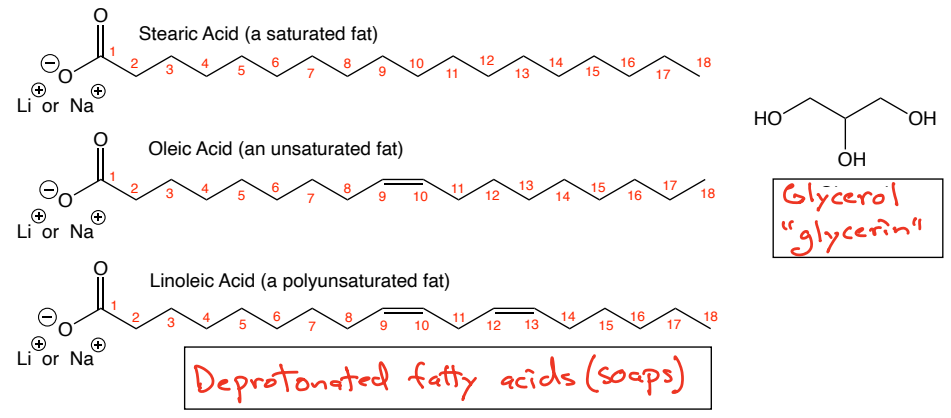 Stearic Acid (a saturated fat)
O
1 2 3 4 5 6 7 8 9 10 11 12 13 14 15 16 17 18
− O
Li + or Na +
Oleic Acid (an unsaturated fat)
O
1 2 3 4 5 6 7 8 9 10 11 12 13 14 15 16 17 18
− O
Li + or Na +
Linoleic Acid (a polyunsaturated fat)
O
1 2 3 4 5 6 7 8 9 10 11 12 13 14 15 16 17 18
− O
Li + or Na +
Deprotonated fatty acids (soaps)
HO OH
OH
Glycerol
"glycerin"